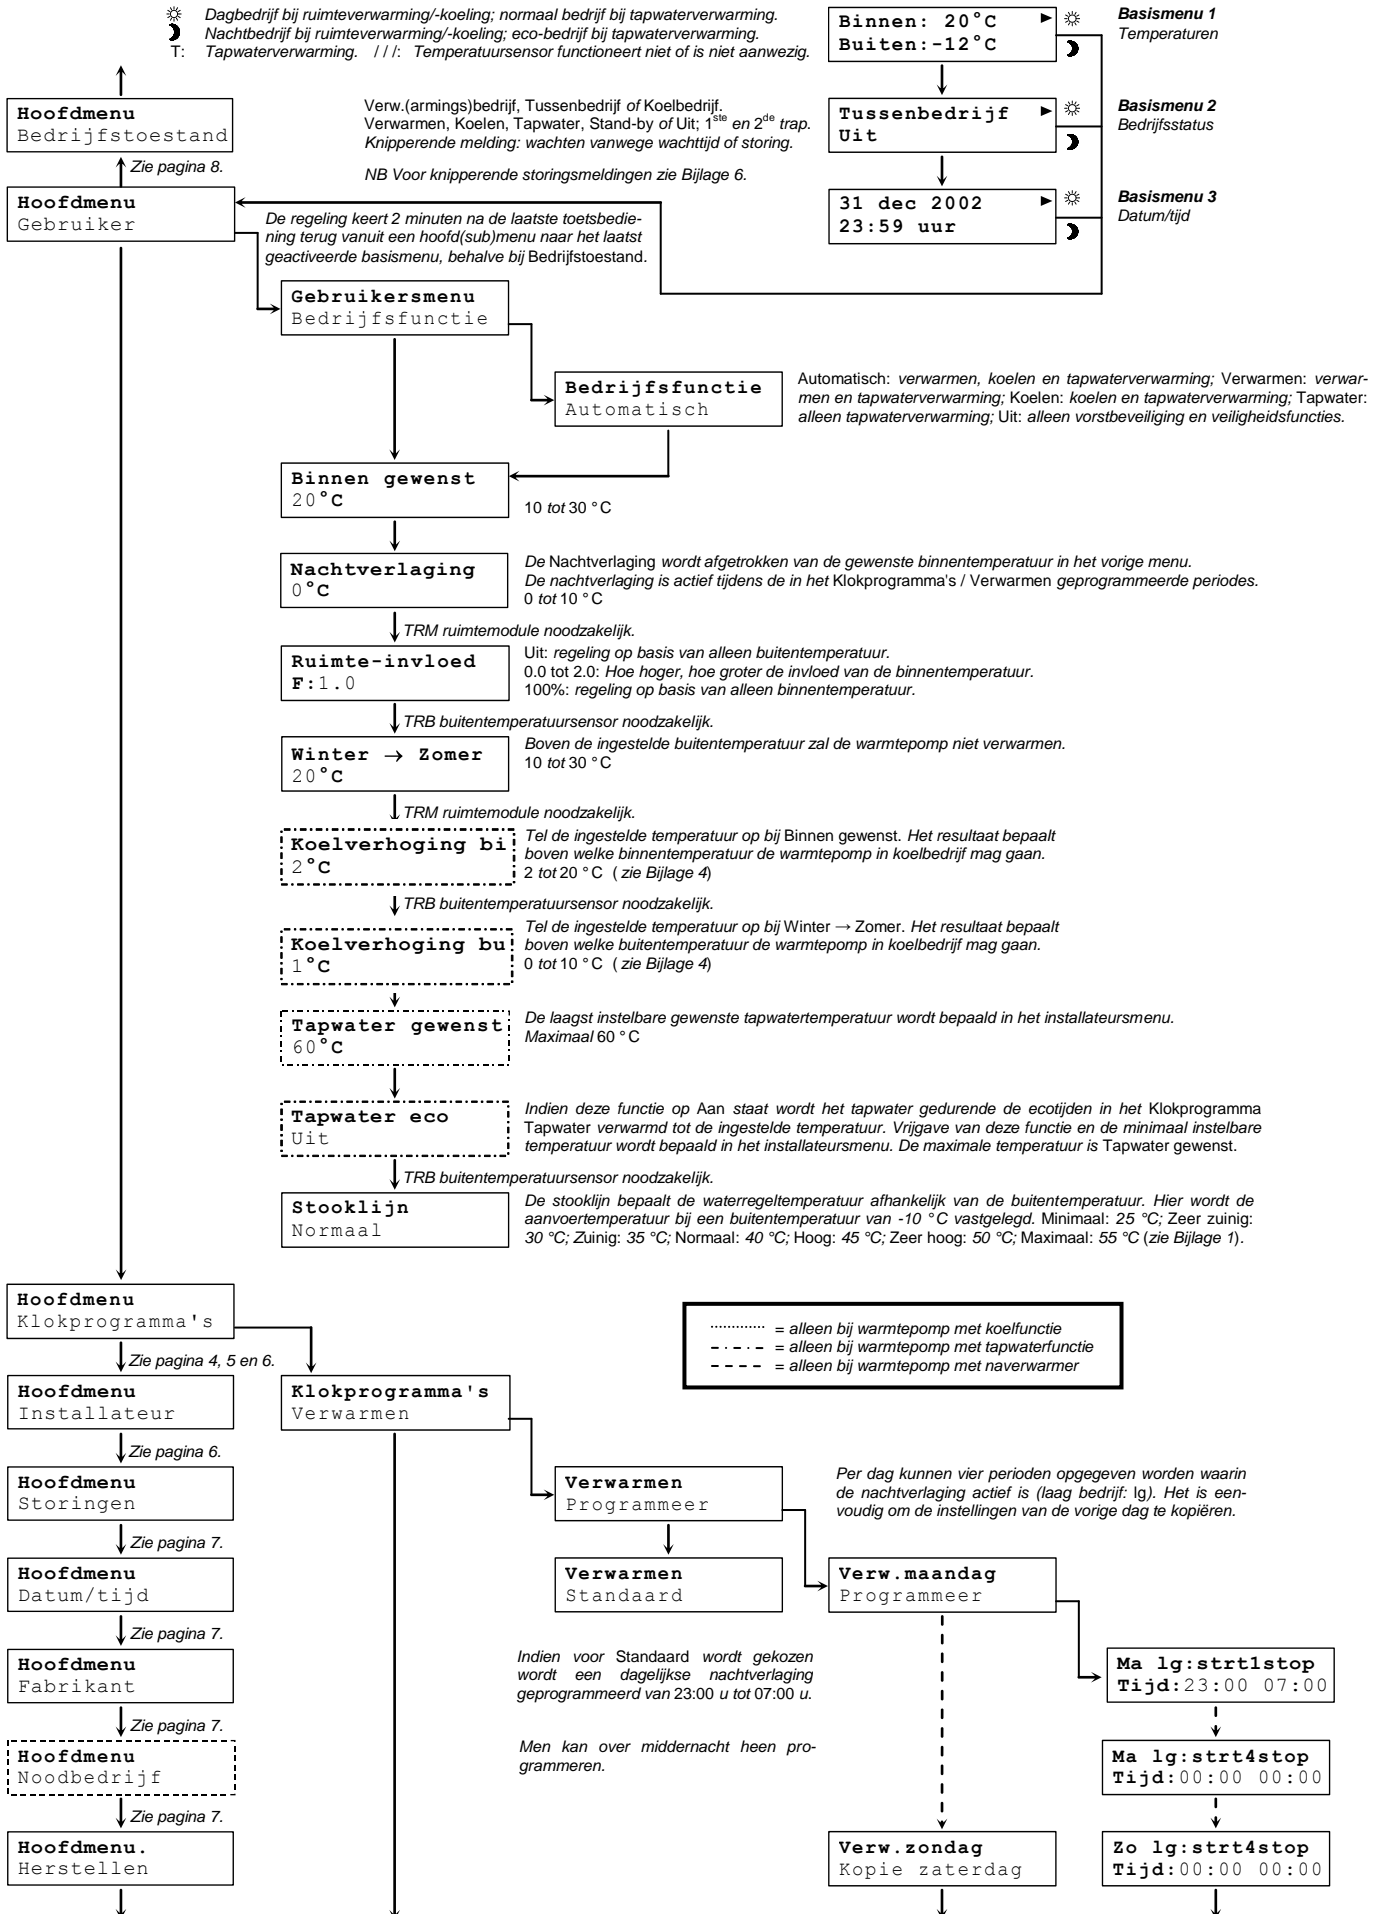 Dagbedrijf bij ruimteverwarming/-koeling; normaal bedrijf bij tapwaterverwarming.
Nachtbedrijf bij ruimteverwarming/-koeling; eco-bedrijf bij tapwaterverwarming.
T: Tapwaterverwarming. / / /: Temperatuursensor functioneert niet of is niet aanwezig.
Binnen: 20°C
Buiten:-12°C
Basismenu 1
Temperaturen
Hoofdmenu
Bedrijfstoestand
Verw.(armings)bedrijf, Tussenbedrijf of Koelbedrijf.
Verwarmen, Koelen, Tapwater, Stand-by of Uit; 1ste en 2de trap.
Knipperende melding: wachten vanwege wachttijd of storing.
Tussenbedrijf
Uit
Basismenu 2
Bedrijfsstatus
Zie pagina 8.
NB Voor knipperende storingsmeldingen zie Bijlage 6.
Hoofdmenu
Gebruiker
31 dec 2002
23:59 uur
Basismenu 3
Datum/tijd
De regeling keert 2 minuten na de laatste toetsbedie-
ning terug vanuit een hoofd(sub)menu naar het laatst
geactiveerde basismenu, behalve bij Bedrijfstoestand.
Gebruikersmenu
Bedrijfsfunctie
Bedrijfsfunctie
Automatisch
Automatisch: verwarmen, koelen en tapwaterverwarming; Verwarmen: verwar-
men en tapwaterverwarming; Koelen: koelen en tapwaterverwarming; Tapwater:
alleen tapwaterverwarming; Uit: alleen vorstbeveiliging en veiligheidsfuncties.
Binnen gewenst
20°C
10 tot 30 °C
Nachtverlaging
0°C
De Nachtverlaging wordt afgetrokken van de gewenste binnentemperatuur in het vorige menu.
De nachtverlaging is actief tijdens de in het Klokprogramma's / Verwarmen geprogrammeerde periodes.
0 tot 10 °C
TRM ruimtemodule noodzakelijk.
Ruimte-invloed
F:1.0
Uit: regeling op basis van alleen buitentemperatuur.
0.0 tot 2.0: Hoe hoger, hoe groter de invloed van de binnentemperatuur.
100%: regeling op basis van alleen binnentemperatuur.
TRB buitentemperatuursensor noodzakelijk.
Winter → Zomer
20°C
Boven de ingestelde buitentemperatuur zal de warmtepomp niet verwarmen.
10 tot 30 °C
TRM ruimtemodule noodzakelijk.
Koelverhoging bi
2°C
Tel de ingestelde temperatuur op bij Binnen gewenst. Het resultaat bepaalt
boven welke binnentemperatuur de warmtepomp in koelbedrijf mag gaan.
2 tot 20 °C ( zie Bijlage 4)
TRB buitentemperatuursensor noodzakelijk.
Koelverhoging bu
1°C
Tel de ingestelde temperatuur op bij Winter → Zomer. Het resultaat bepaalt
boven welke buitentemperatuur de warmtepomp in koelbedrijf mag gaan.
0 tot 10 °C ( zie Bijlage 4)
Tapwater gewenst
60°C
De laagst instelbare gewenste tapwatertemperatuur wordt bepaald in het installateursmenu.
Maximaal 60 °C
Tapwater eco
Uit
Indien deze functie op Aan staat wordt het tapwater gedurende de ecotijden in het Klokprogramma
Tapwater verwarmd tot de ingestelde temperatuur. Vrijgave van deze functie en de minimaal instelbare
temperatuur wordt bepaald in het installateursmenu. De maximale temperatuur is Tapwater gewenst.
TRB buitentemperatuursensor noodzakelijk.
Stooklijn
Normaal
De stooklijn bepaalt de waterregeltemperatuur afhankelijk van de buitentemperatuur. Hier wordt de
aanvoertemperatuur bij een buitentemperatuur van -10 °C vastgelegd. Minimaal: 25 °C; Zeer zuinig:
30 °C; Zuinig: 35 °C; Normaal: 40 °C; Hoog: 45 °C; Zeer hoog: 50 °C; Maximaal: 55 °C (zie Bijlage 1).
Hoofdmenu
Klokprogramma's
= alleen bij warmtepomp met koelfunctie
= alleen bij warmtepomp met tapwaterfunctie
= alleen bij warmtepomp met naverwarmer
Zie pagina 4, 5 en 6.
Hoofdmenu
Installateur
Klokprogramma's
Verwarmen
Zie pagina 6.
Hoofdmenu
Storingen
Verwarmen
Programmeer
Per dag kunnen vier perioden opgegeven worden waarin
de nachtverlaging actief is (laag bedrijf: lg). Het is een-
voudig om de instellingen van de vorige dag te kopiëren.
Zie pagina 7.
Hoofdmenu
Datum/tijd
Verwarmen
Standaard
Verw.maandag
Programmeer
Zie pagina 7.
Hoofdmenu
Fabrikant
Indien voor Standaard wordt gekozen
wordt een dagelijkse nachtverlaging
geprogrammeerd van 23:00 u tot 07:00 u.
Ma lg:strt1stop
Tijd:23:00 07:00
Zie pagina 7.
Hoofdmenu
Noodbedrijf
Men kan over middernacht heen pro-
grammeren.
Ma lg:strt4stop
Tijd:00:00 00:00
Zie pagina 7.
Hoofdmenu.
Herstellen
Verw.zondag
Kopie zaterdag
Zo lg:strt4stop
Tijd:00:00 00:00